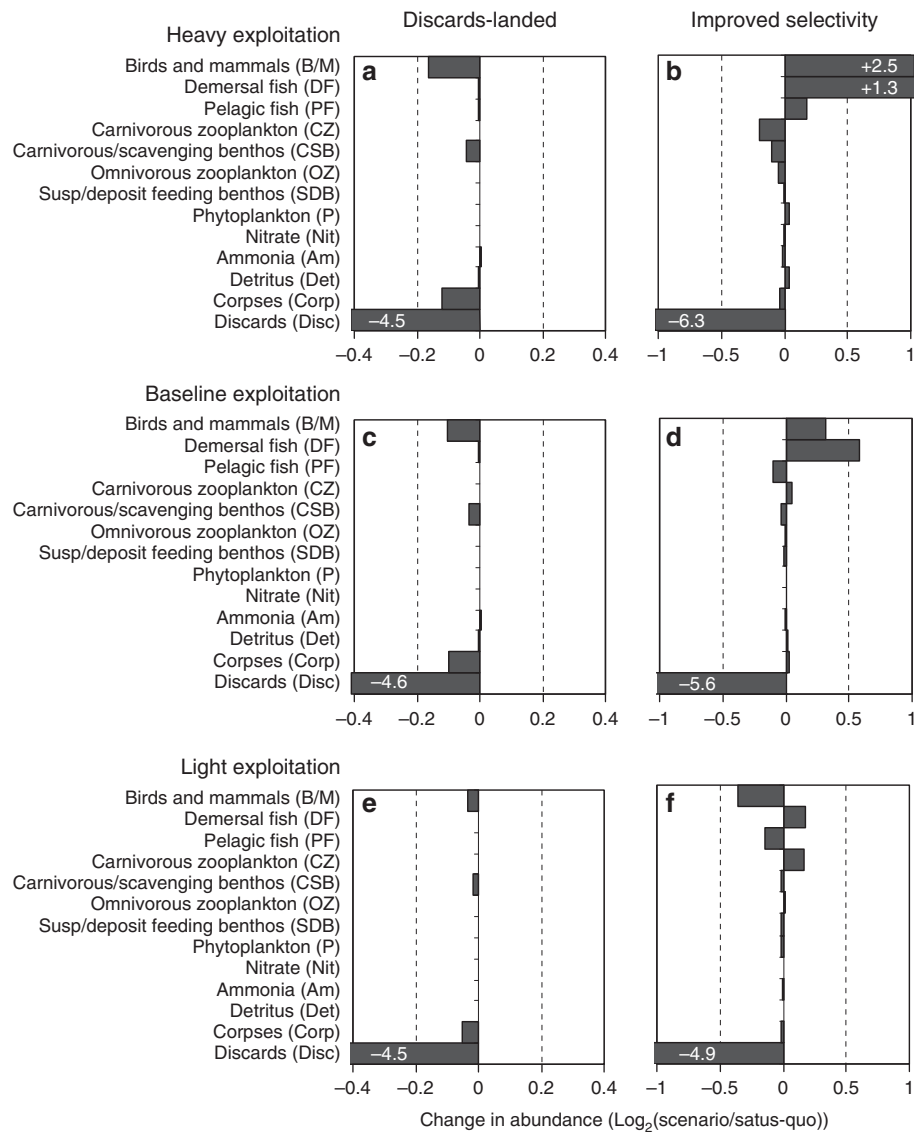 Discards-landed Improved selectivity
Heavy exploitation
a b
Birds and mammals (B/M) +2.5
Demersal fish (DF) +1.3
Pelagic fish (PF)
Carnivorous zooplankton (CZ)
Carnivorous/scavenging benthos (CSB)
Omnivorous zooplankton (OZ)
Susp/deposit feeding benthos (SDB)
Phytoplankton (P)
Nitrate (Nit)
Ammonia (Am)
Detritus (Det)
Corpses (Corp)
Discards (Disc) –4.5 –6.3
–0.4 –0.2 0 0.2 0.4 –1 –0.5 0 0.5 1
Baseline exploitation
c d
Birds and mammals (B/M)
Demersal fish (DF)
Pelagic fish (PF)
Carnivorous zooplankton (CZ)
Carnivorous/scavenging benthos (CSB)
Omnivorous zooplankton (OZ)
Susp/deposit feeding benthos (SDB)
Phytoplankton (P)
Nitrate (Nit)
Ammonia (Am)
Detritus (Det)
Corpses (Corp)
Discards (Disc) –4.6 –5.6
–0.4 –0.2 0 0.2 0.4 –1 –0.5 0 0.5 1
Light exploitation
e f
Birds and mammals (B/M)
Demersal fish (DF)
Pelagic fish (PF)
Carnivorous zooplankton (CZ)
Carnivorous/scavenging benthos (CSB)
Omnivorous zooplankton (OZ)
Susp/deposit feeding benthos (SDB)
Phytoplankton (P)
Nitrate (Nit)
Ammonia (Am)
Detritus (Det)
Corpses (Corp)
Discards (Disc) –4.5 –4.9
–0.4 –0.2 0 0.2 0.4 –1 –0.5 0 0.5 1
Change in abundance (Log₂(scenario/satus-quo))